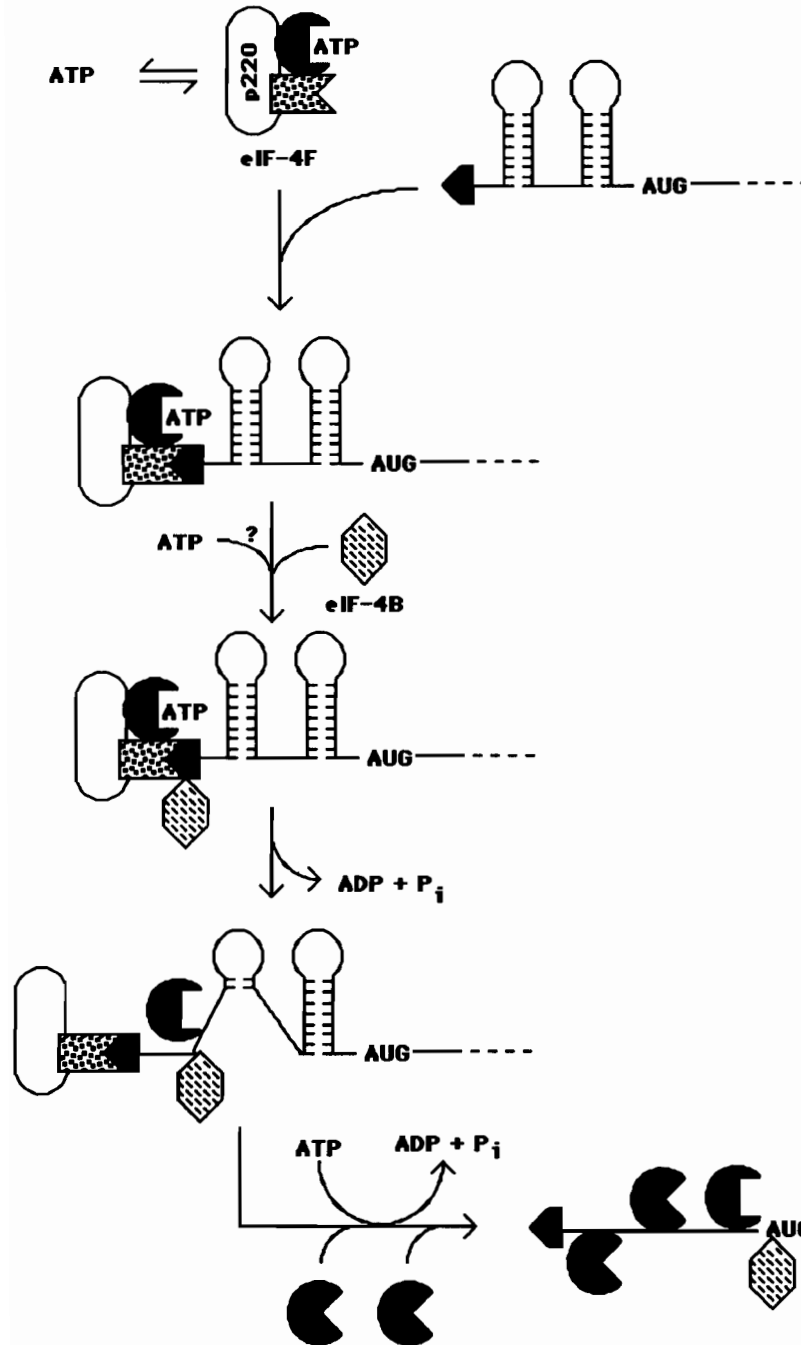 ATP
p220
ATP
eIF-4F
AUG
ATP
AUG
ATP
?
eIF-4B
ATP
AUG
ADP + Pi
AUG
ATP
ADP + Pi
AUG